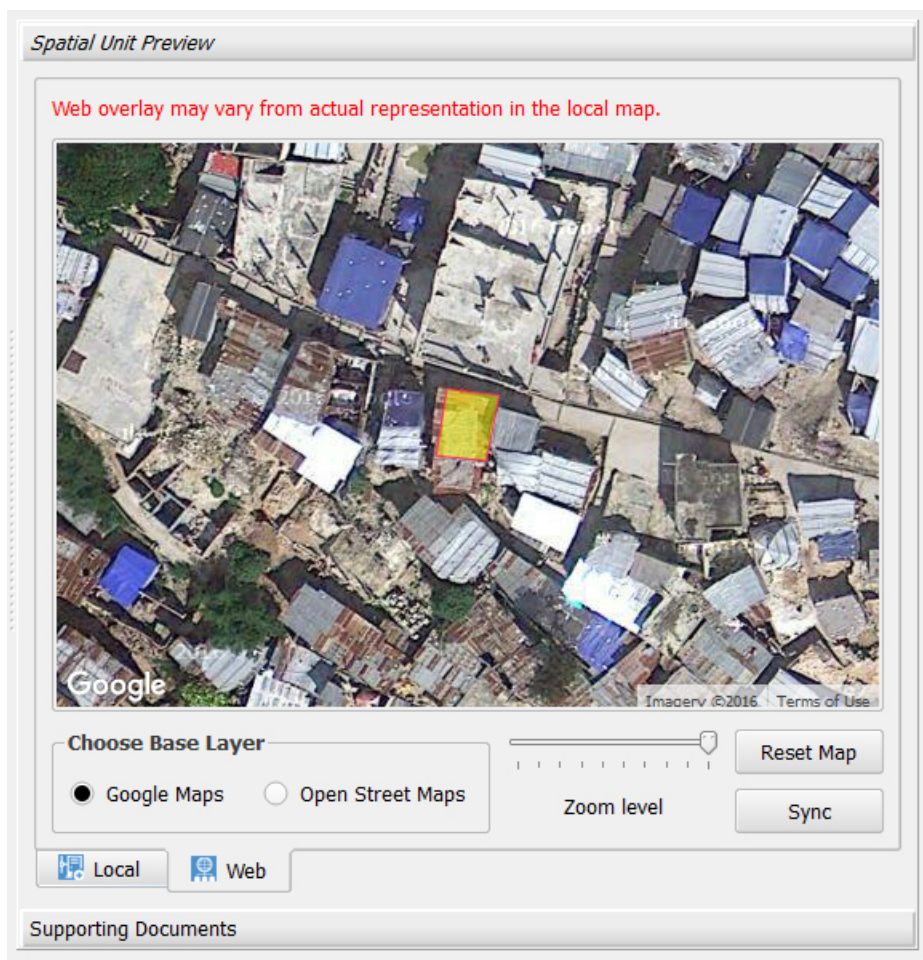 Spatial Unit Preview
Web overlay may vary from actual representation in the local map.
Google
Imagery ©2016 Terms of Use
Choose Base Layer
Google Maps
Open Street Maps
Zoom level
Reset Map
Sync
Local
Web
Supporting Documents